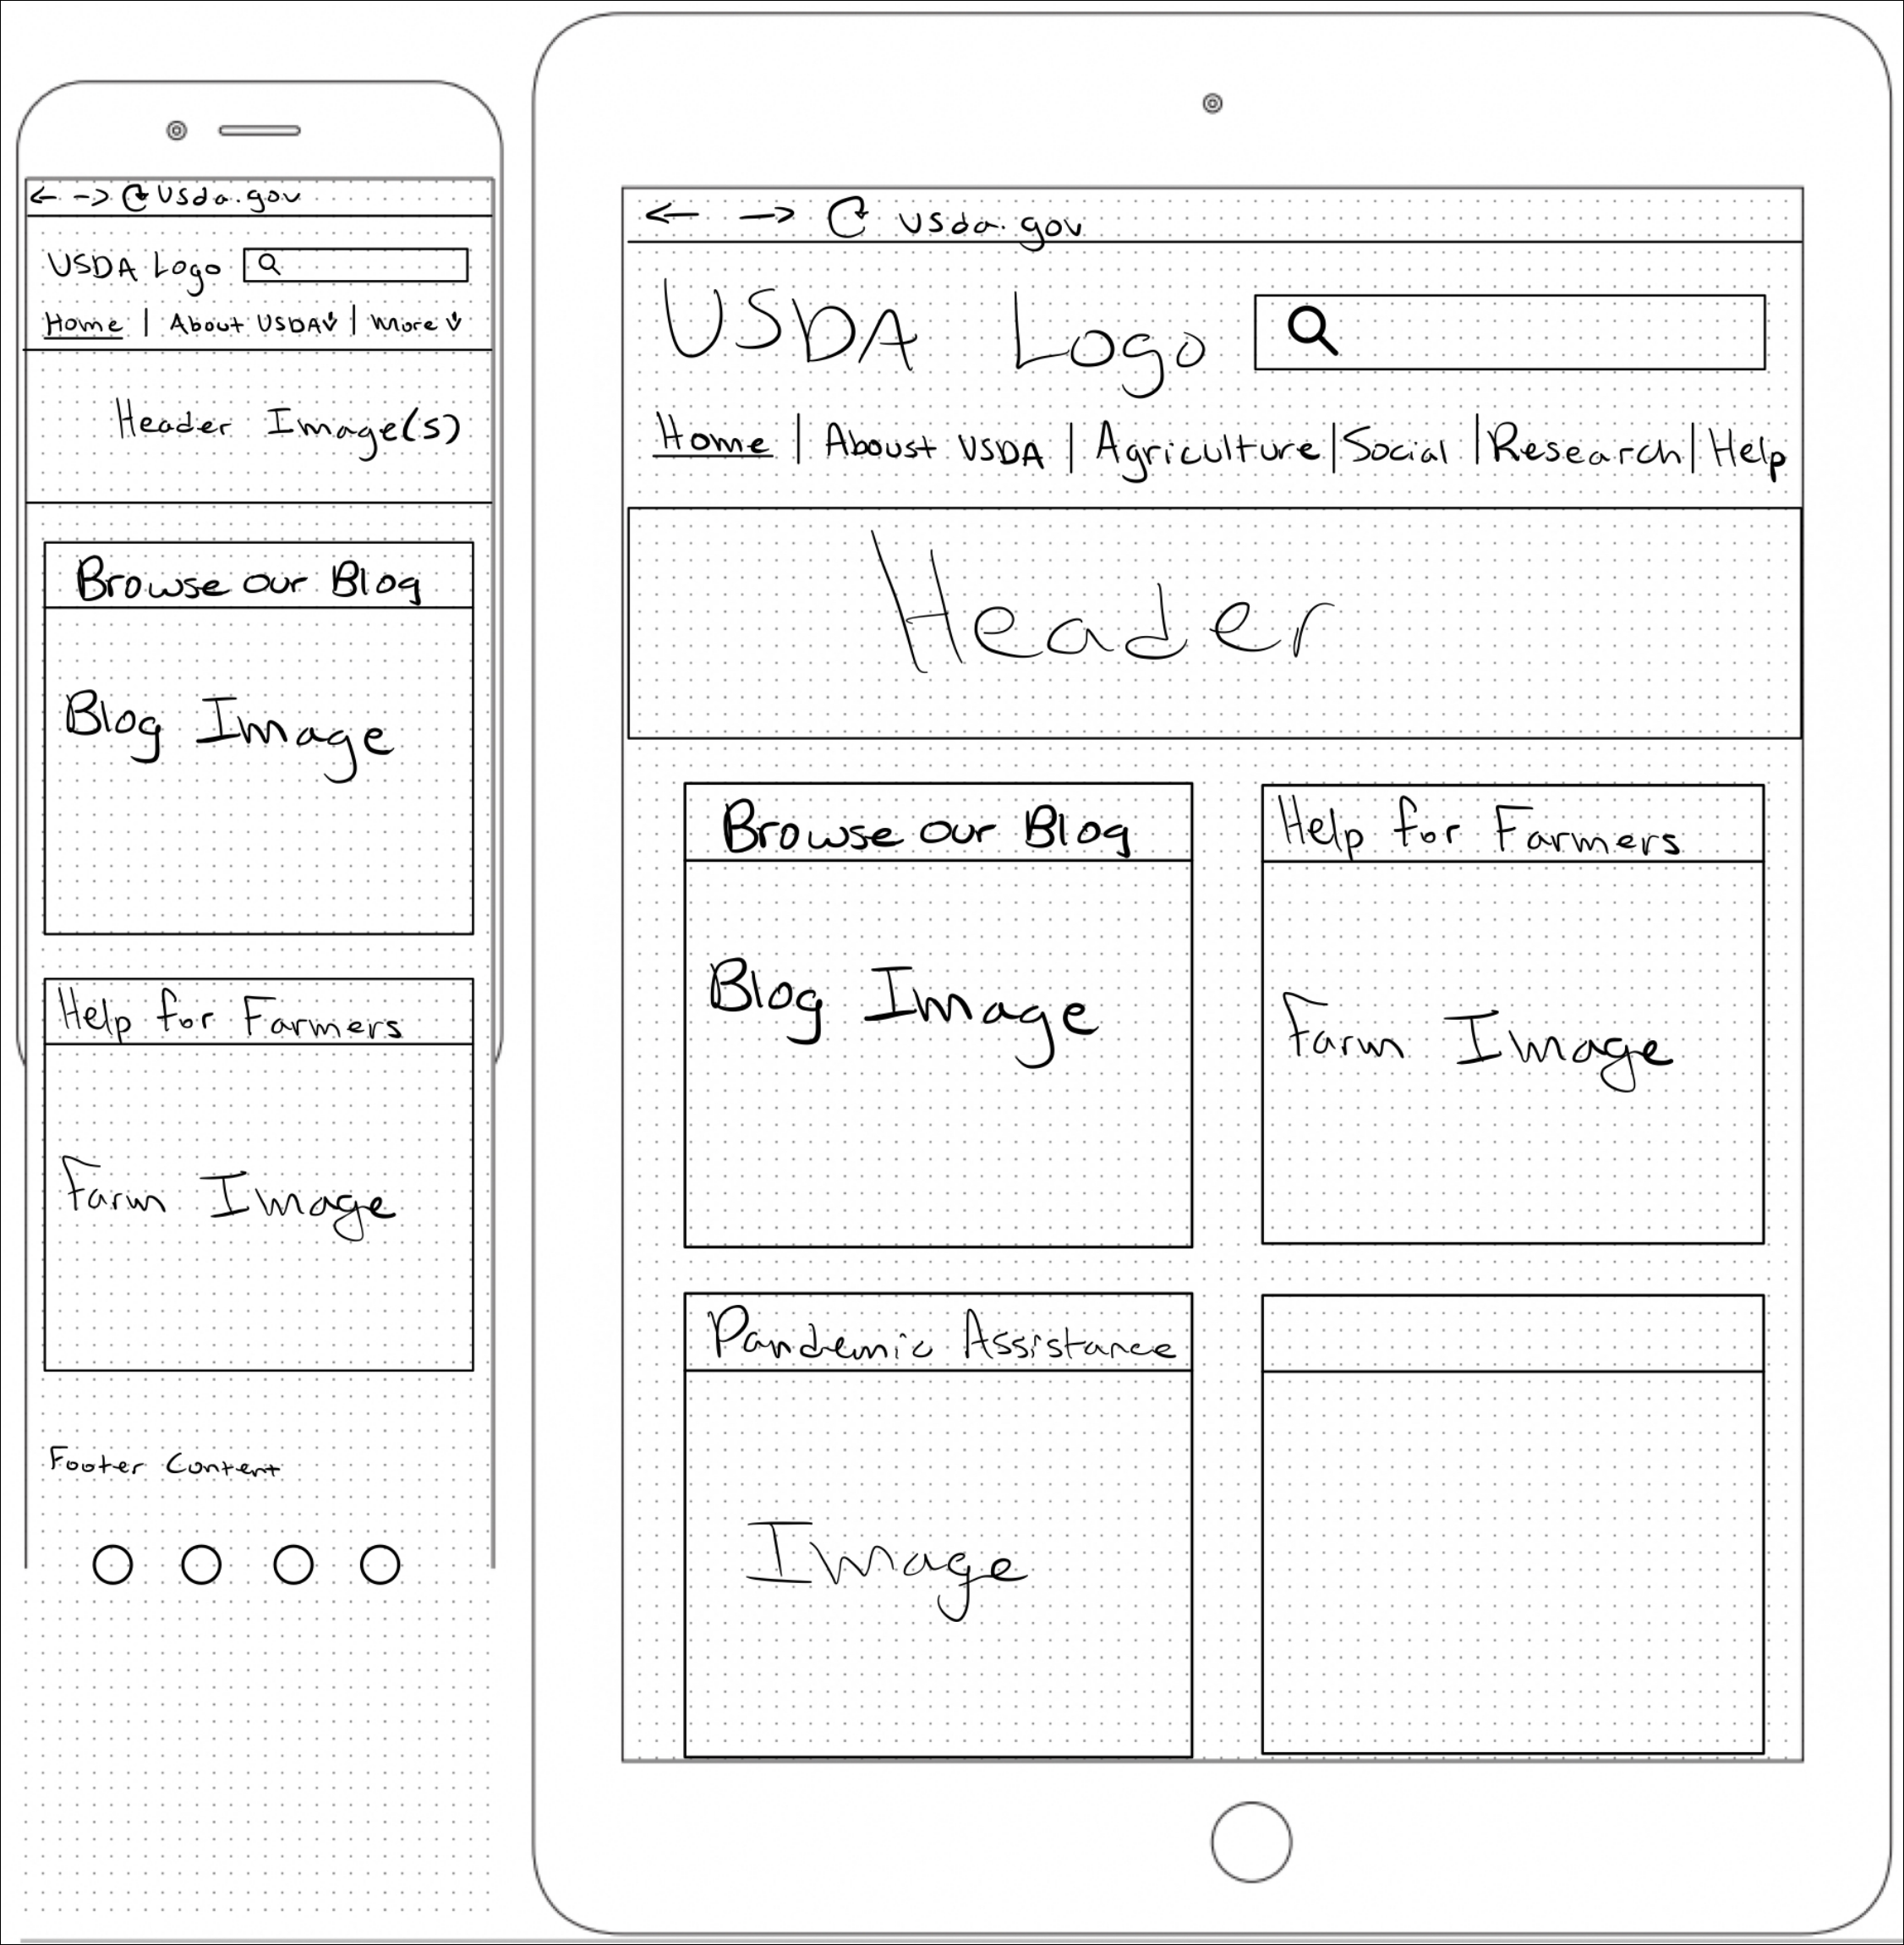 ← -> usda.gov
USDA Logo
Home | About USDA | More
Header Image(s)
Browse our Blog
Blog Image
Help for Farmers
Farm Image
Footer Content
← -> usda.gov
USDA Logo
Home | Aboust USDA | Agriculture | Social | Research | Help
Header
Browse our Blog
Blog Image
Help for Farmers
Farm Image
Pandemic Assistance
Image